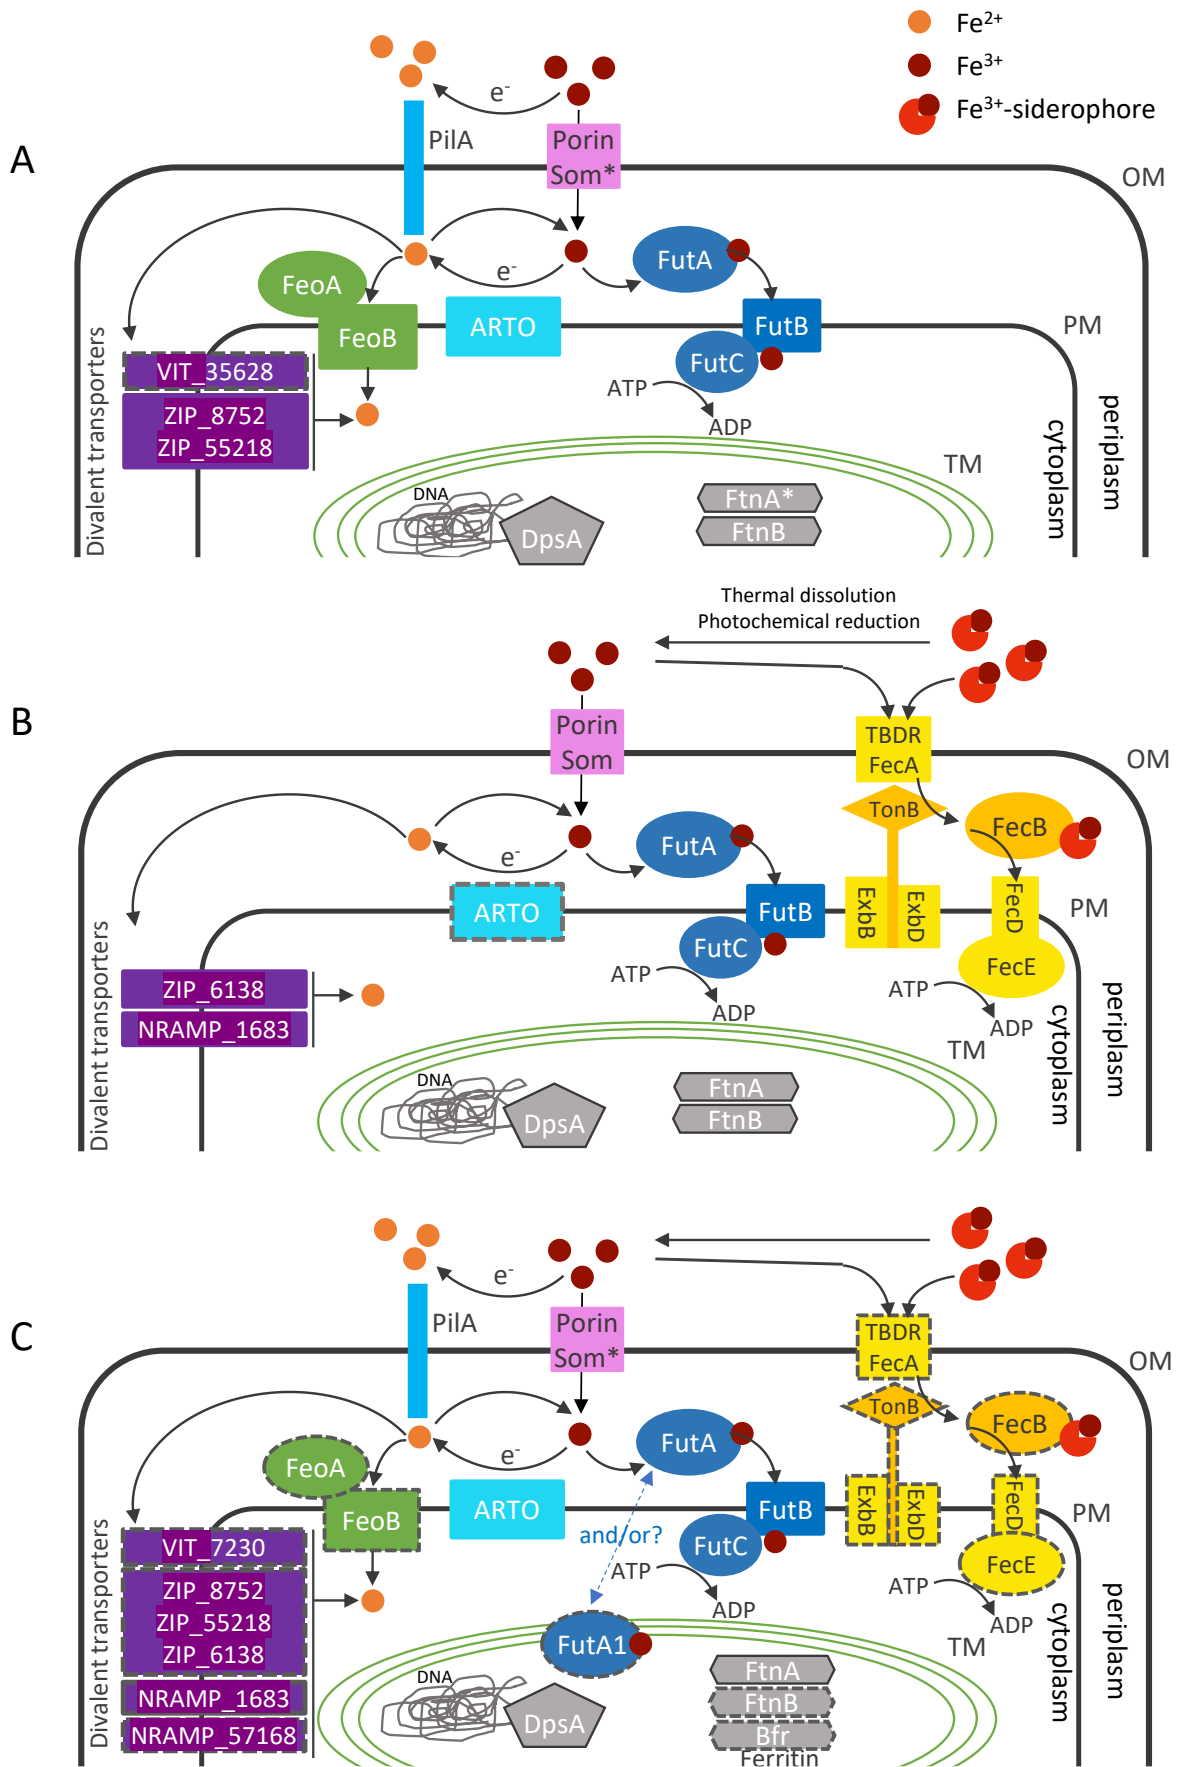 Fe2+
Fe3+
Fe3+-siderophore
A
e-
PilA
Porin
Som*
OM
FeoA
FeoB
e-
ARTO
FutA
FutB
FutC
PM
ATP
ADP
Divalent transporters
VIT_35628
ZIP_8752
ZIP_55218
TM
cytoplasm
periplasm
DNA
DpsA
FtnA*
FtnB
Thermal dissolution
Photochemical reduction
B
Porin
Som
TBDR
FecA
OM
TonB
FecB
e-
FutA
ARTO
FutB
FutC
ExbB
ExbD
FecD
FecE
PM
ATP
ADP
ATP
ADP
Divalent transporters
ZIP_6138
NRAMP_1683
TM
cytoplasm
periplasm
DNA
DpsA
FtnA
FtnB
C
e-
PilA
Porin
Som*
TBDR
FecA
OM
TonB
FecB
FeoA
FeoB
e-
FutA
ARTO
FutB
FutC
ExbB
ExbD
FecD
FecE
PM
and/or?
ATP
ADP
ATP
ADP
Divalent transporters
VIT_7230
ZIP_8752
ZIP_55218
ZIP_6138
NRAMP_1683
NRAMP_57168
FutA1
TM
cytoplasm
periplasm
DNA
DpsA
FtnA
FtnB
Bfr
Ferritin